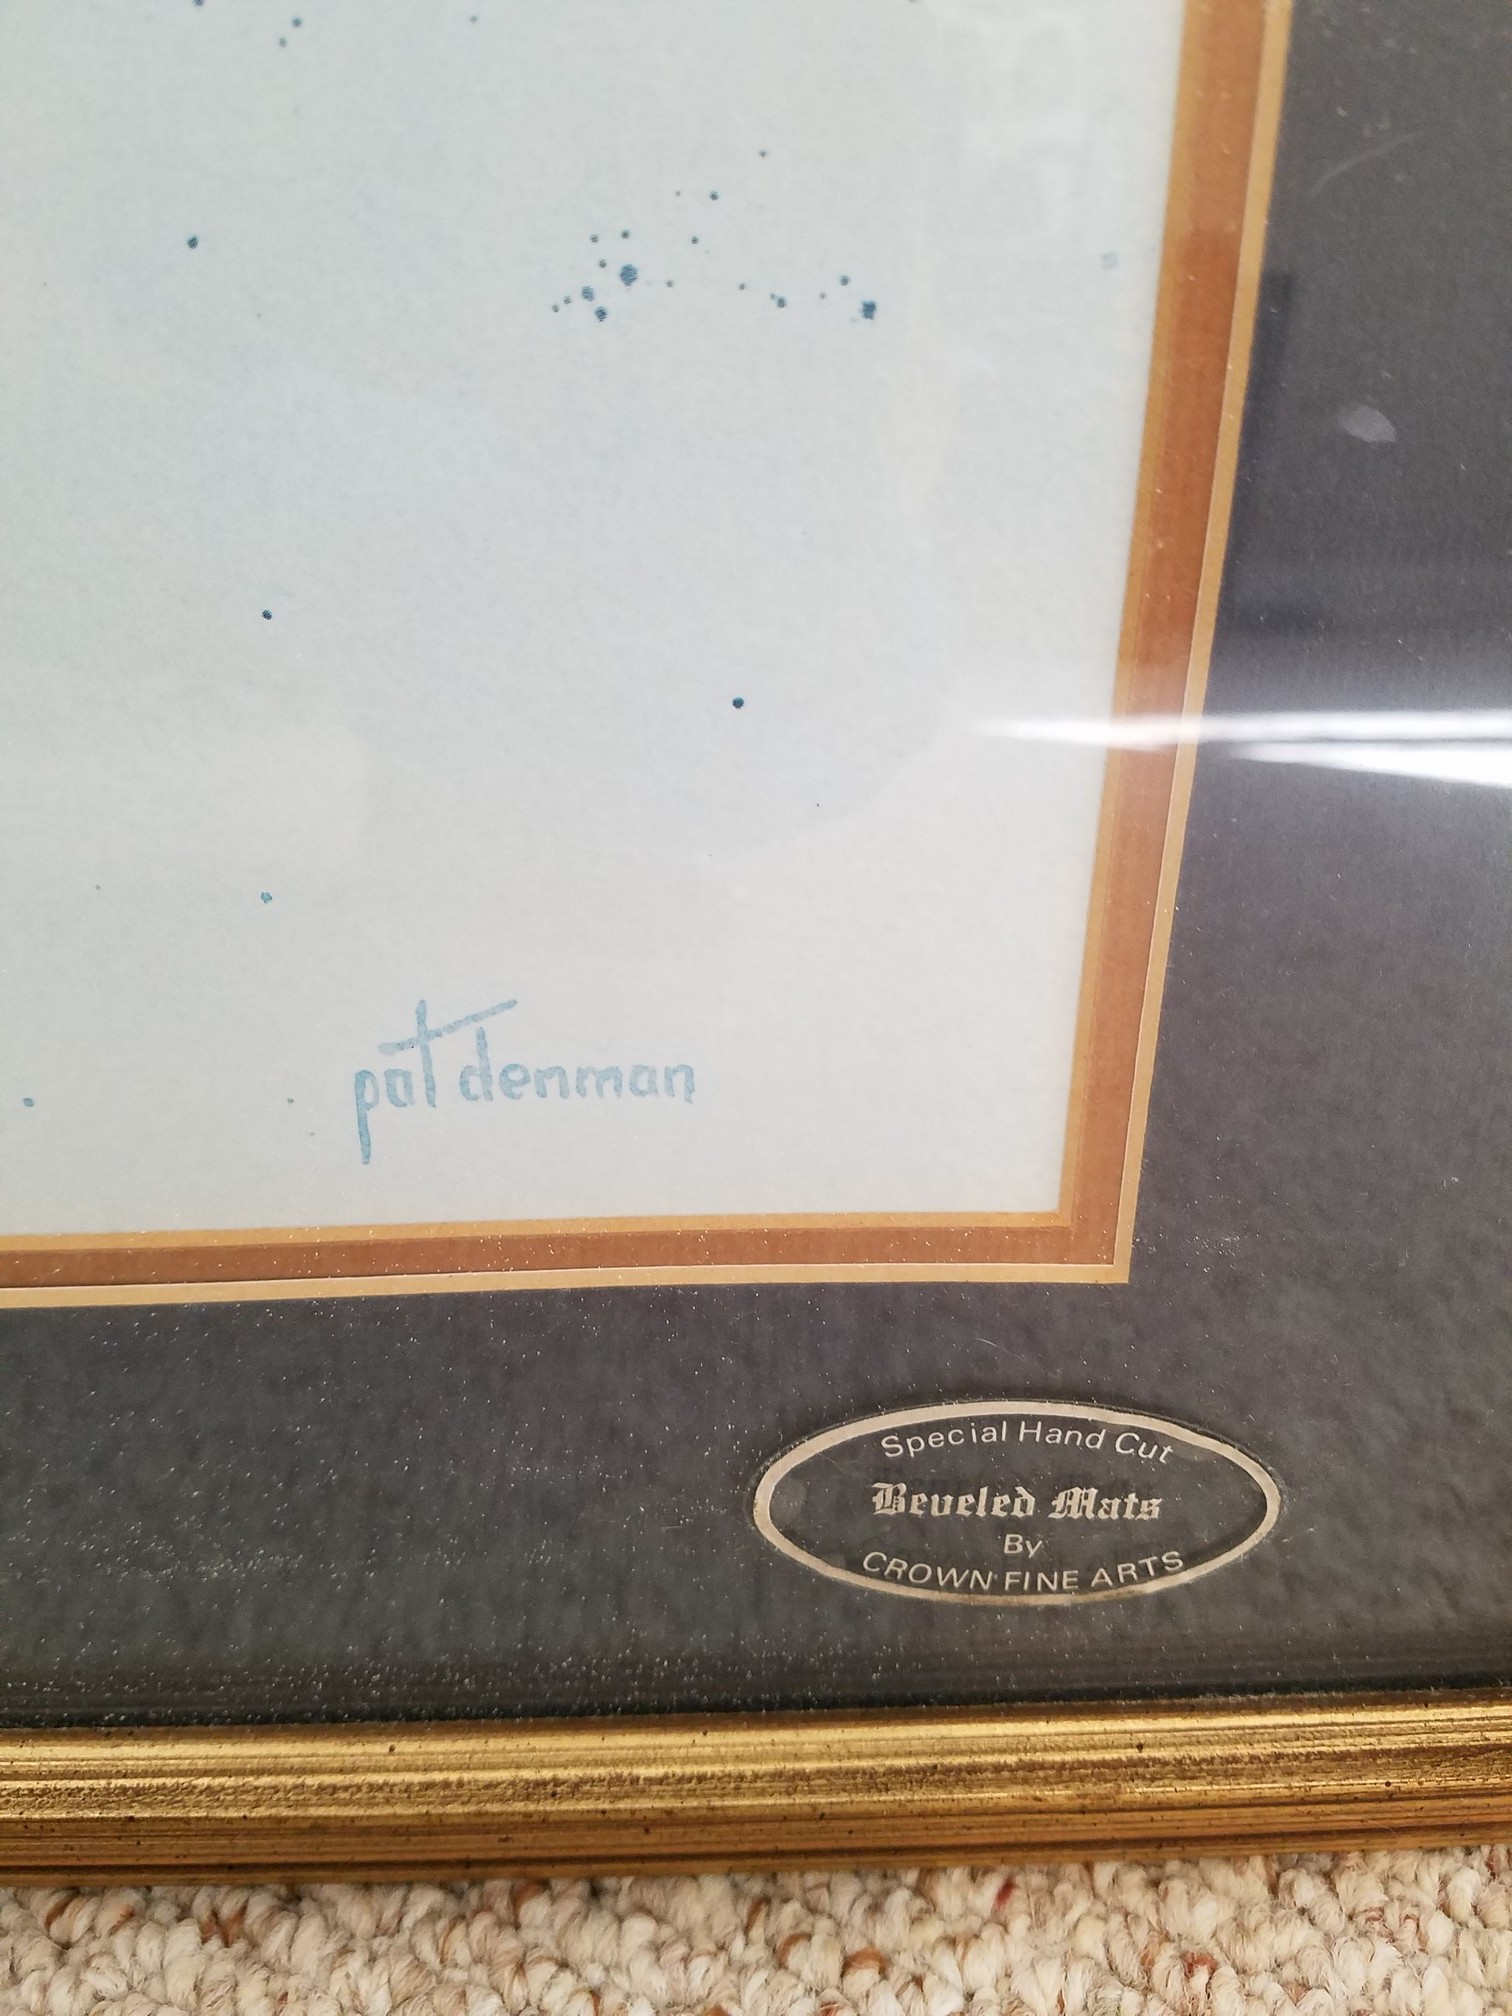 pat denman
Special Hand Cut
Beveled Mats
By
CROWN FINE ARTS